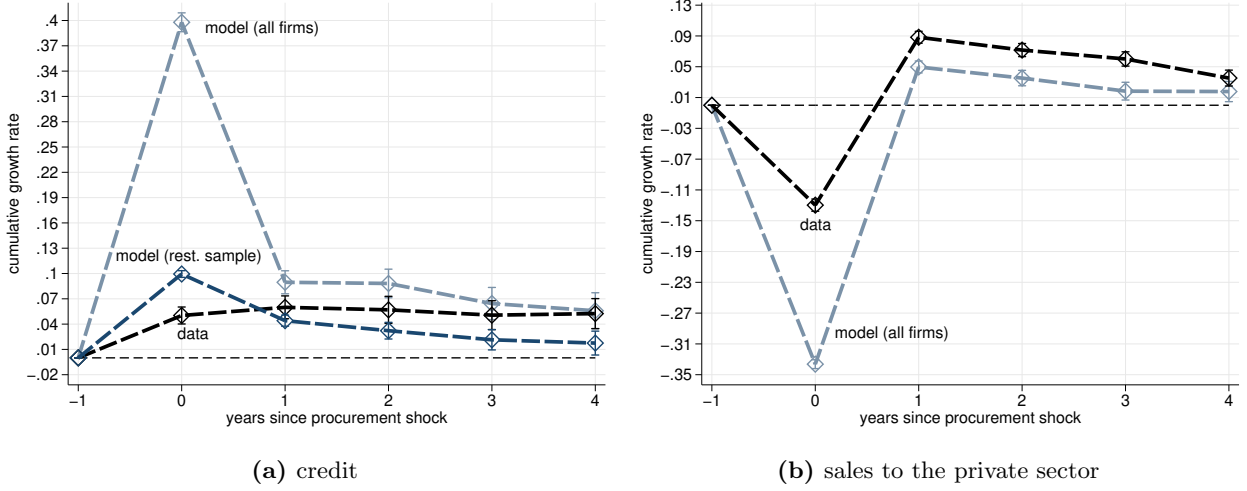 .4
.37
.34
.31
.28
.25
.22
.19
.16
.13
.1
.07
.04
.01
-.02
cumulative growth rate
model (all firms)
model (rest. sample)
data
-1 0 1 2 3 4
years since procurement shock
(a) credit
.13
.09
.05
.01
-.03
-.07
-.11
-.15
-.19
-.23
-.27
-.31
-.35
cumulative growth rate
data
model (all firms)
-1 0 1 2 3 4
years since procurement shock
(b) sales to the private sector